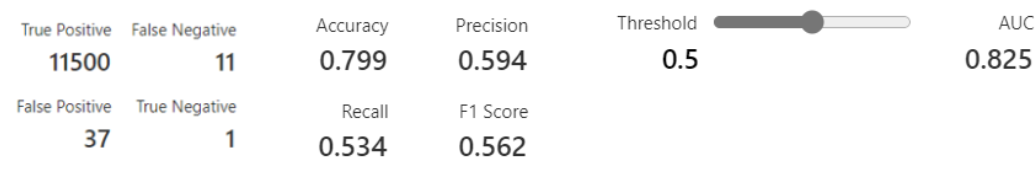 True Positive False Negative
11500 11
False Positive True Negative
37 1
Accuracy Precision
0.799 0.594
Recall F1 Score
0.534 0.562
Threshold AUC
0.5 0.825